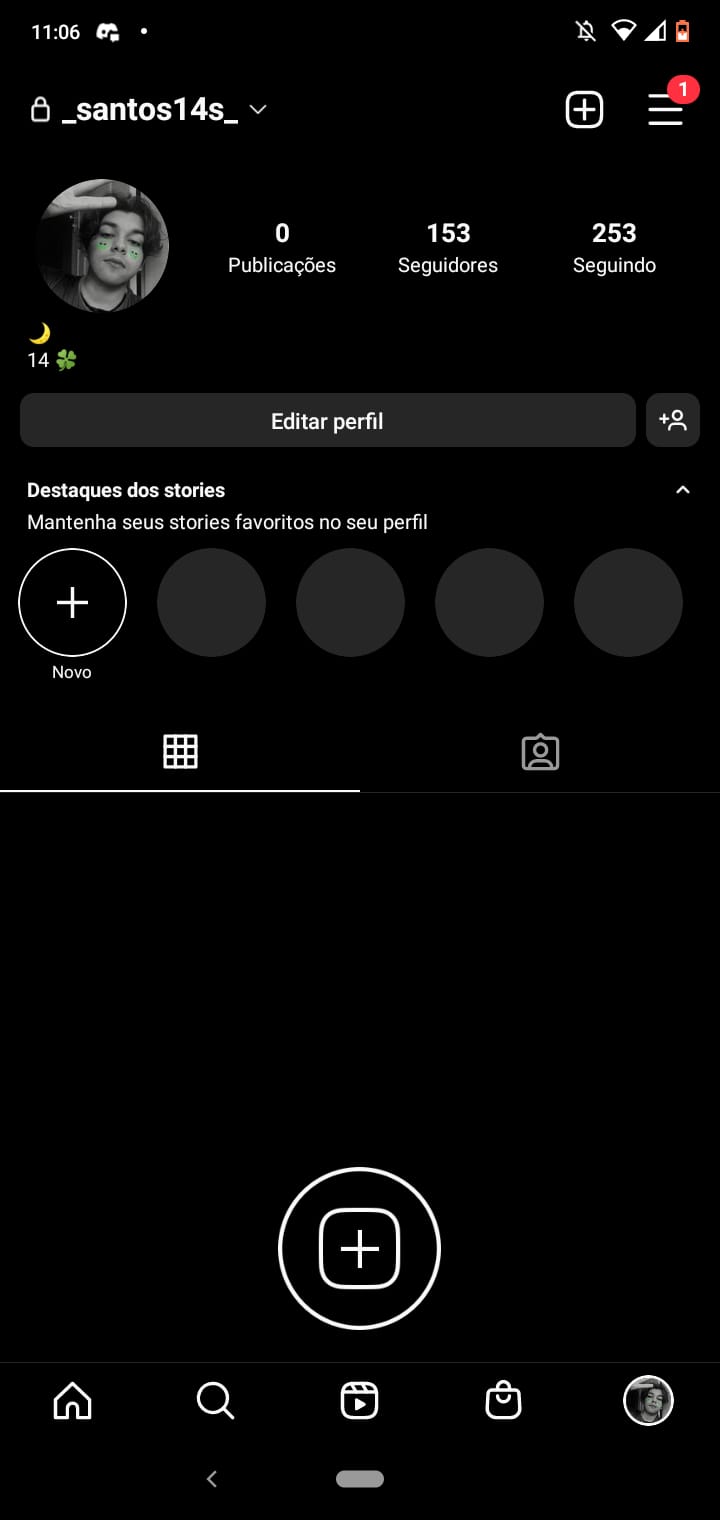 11:06
1
_santos14s_
0 153 253
Publicações Seguidores Seguindo
🌙
14 🍀
Editar perfil
Destaques dos stories
Mantenha seus stories favoritos no seu perfil
Novo